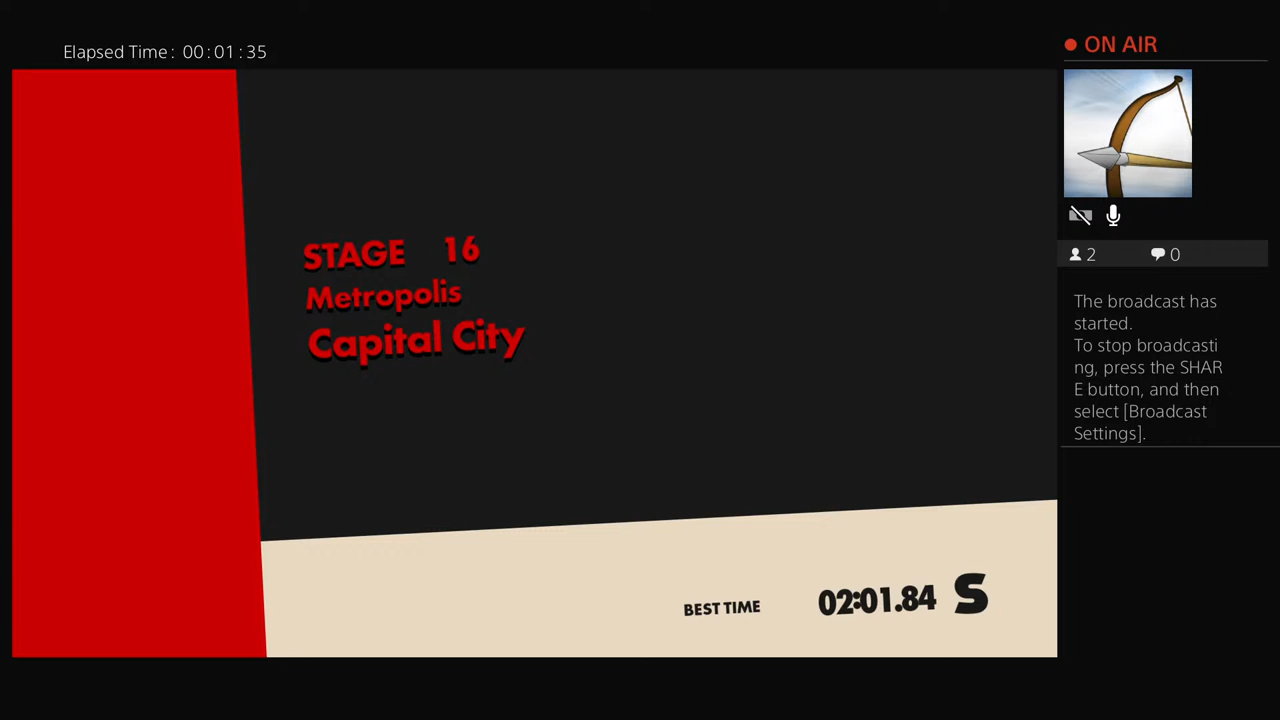 Elapsed Time: 00:01:35
ON AIR
STAGE 16
Metropolis
Capital City
BEST TIME 02:01.84 S
2 0
The broadcast has
started.
To stop broadcasti
ng, press the SHAR
E button, and then
select [Broadcast
Settings].